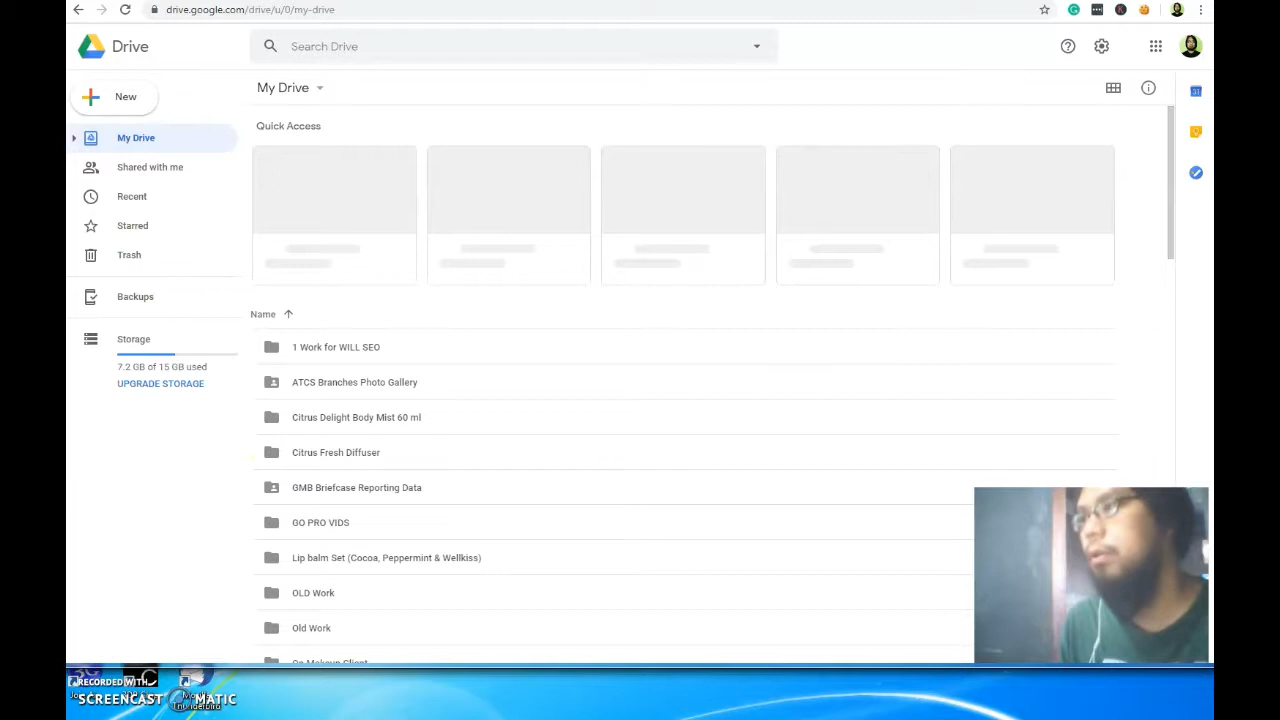 drive.google.com/drive/u/0/my-drive
Drive
Search Drive
New
My Drive
My Drive
Quick Access
Shared with me
Recent
Starred
Trash
Backups
Storage
7.2 GB of 15 GB used
UPGRADE STORAGE
31
Name
1 Work for WILL SEO
ATCS Branches Photo Gallery
Citrus Delight Body Mist 60 ml
Citrus Fresh Diffuser
GMB Briefcase Reporting Data
GO PRO VIDS
Lip balm Set (Cocoa, Peppermint & Wellkiss)
OLD Work
Old Work
RECORDED WITH
SCREENCAST MATIC
Thunderbird